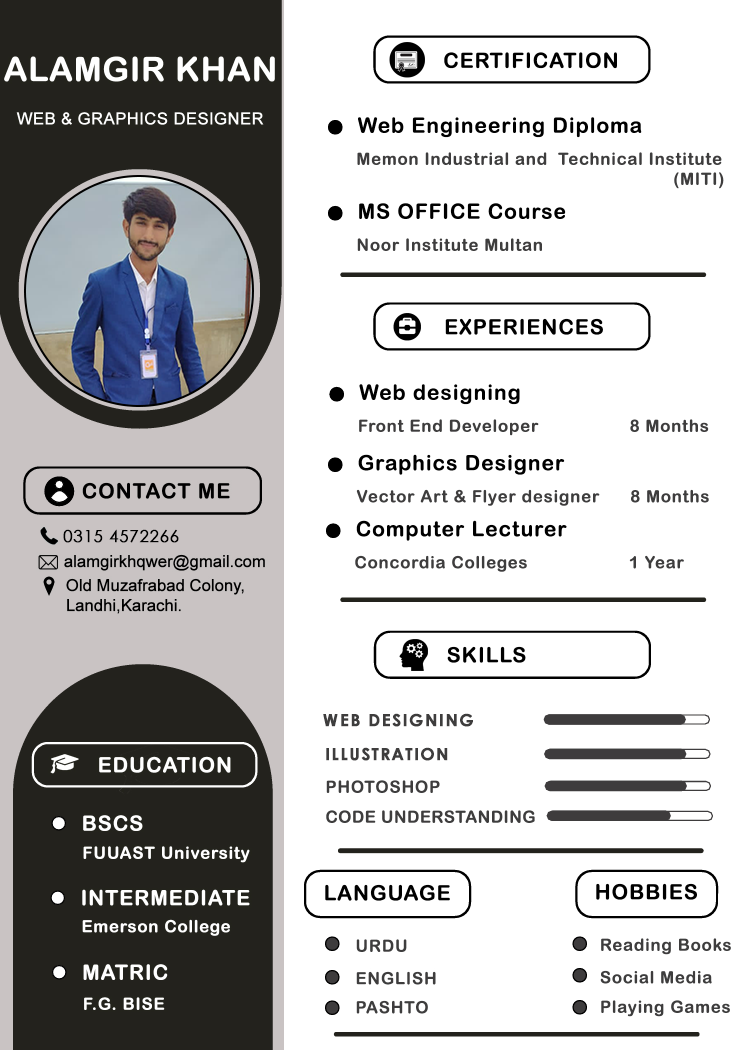 ALAMGIR KHAN
WEB & GRAPHICS DESIGNER
CONTACT ME
0315 4572266
alamgirkhqwer@gmail.com
Old Muzafrabad Colony,
Landhi,Karachi.
EDUCATION
BSCS
FUUAST University
INTERMEDIATE
Emerson College
MATRIC
F.G. BISE
CERTIFICATION
Web Engineering Diploma
Memon Industrial and Technical Institute
(MITI)
MS OFFICE Course
Noor Institute Multan
EXPERIENCES
Web designing
Front End Developer 8 Months
Graphics Designer
Vector Art & Flyer designer 8 Months
Computer Lecturer
Concordia Colleges 1 Year
SKILLS
WEB DESIGNING
ILLUSTRATION
PHOTOSHOP
CODE UNDERSTANDING
LANGUAGE
URDU
ENGLISH
PASHTO
HOBBIES
Reading Books
Social Media
Playing Games